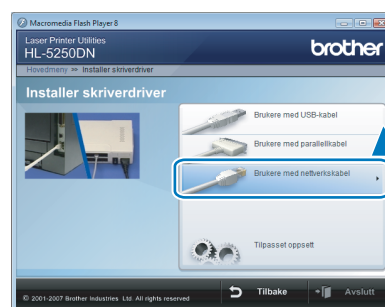 Macromedia Flash Player 8
Laser Printer Utilities
HL-5250DN
brother
Hovedmeny >> Installer skriverdriver
Installer skriverdriver
Brukere med USB-kabel
Brukere med parallellkabel
Brukere med nettverkskabel
Tilpasset oppsett
© 2001-2007 Brother Industries Ltd. All rights reserved
Tilbake
Avslutt